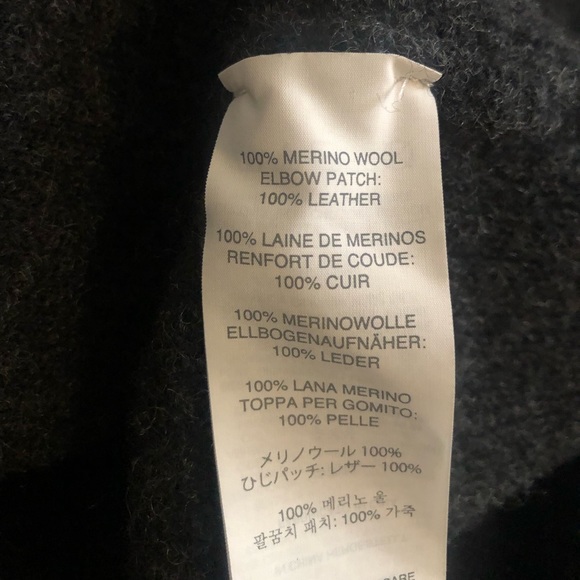 100% MERINO WOOL
ELBOW PATCH:
100% LEATHER
100% LAINE DE MERINOS
RENFORT DE COUDE:
100% CUIR
100% MERINOWOLLE
ELLBOGENAUFNÄHER:
100% LEDER
100% LANA MERINO
TOPPA PER GOMITO:
100% PELLE
メリノウール 100%
ひじパッチ: レザー 100%
100% 메리노 울
팔꿈치 패치: 100% 가죽
CARE